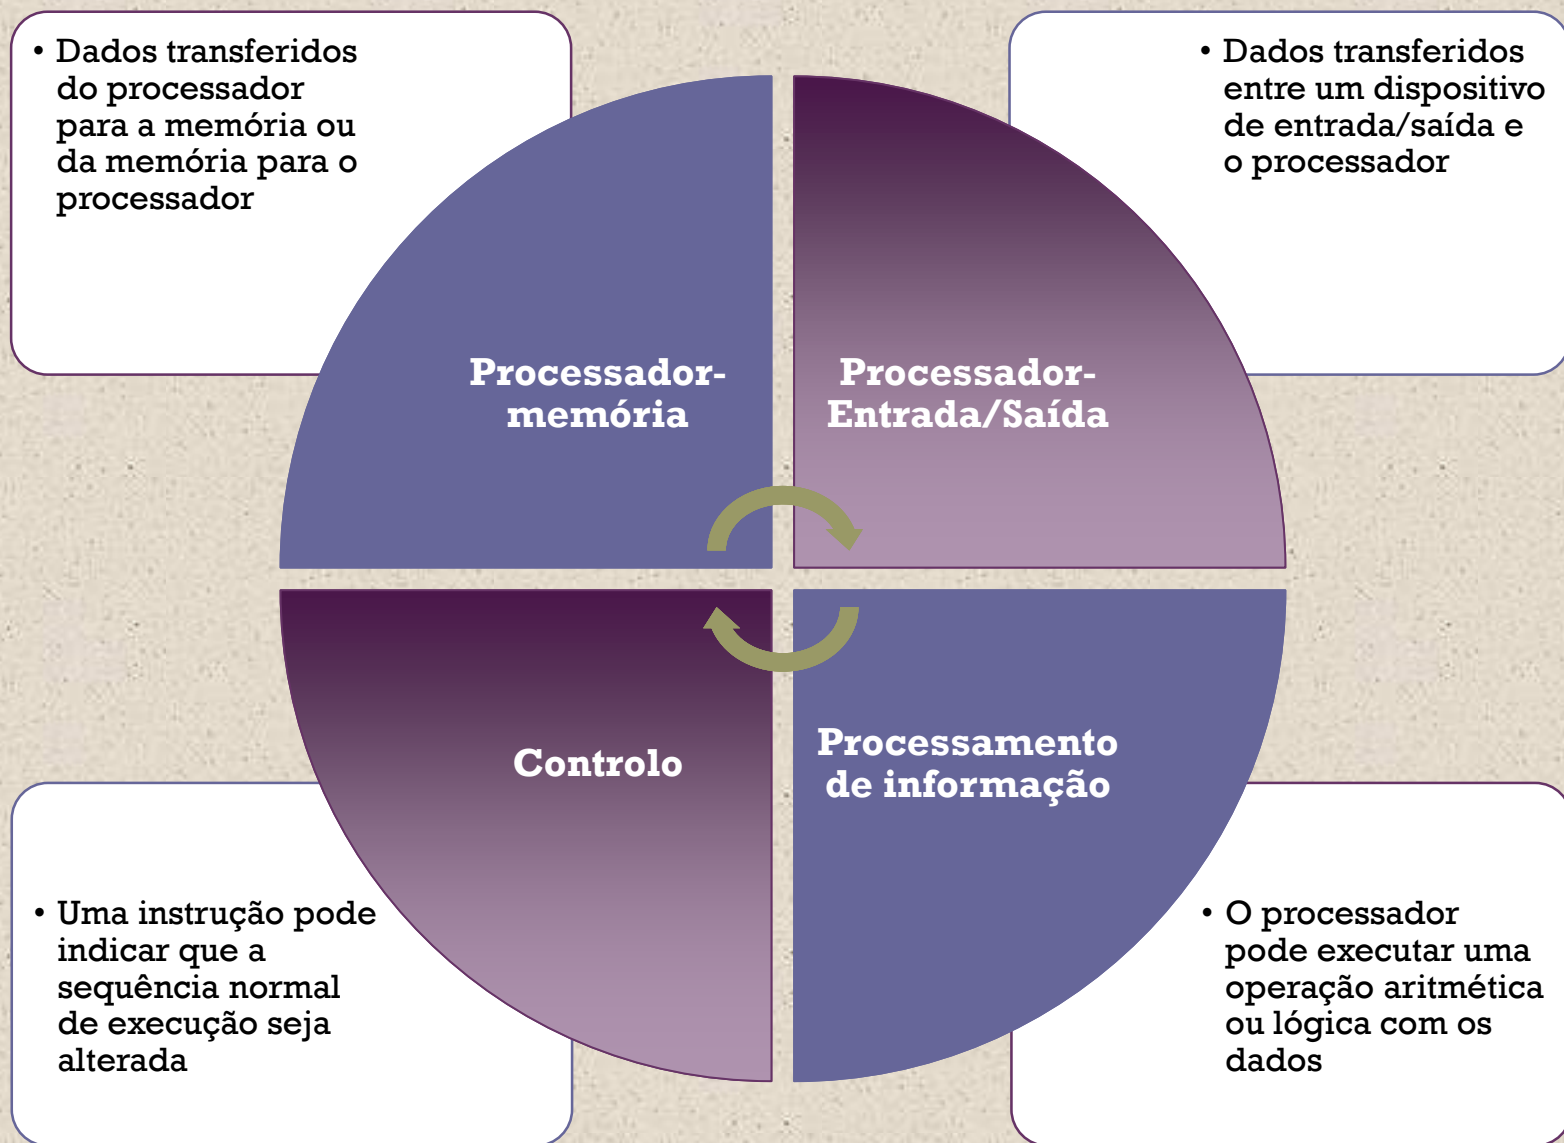 • Dados transferidos
do processador
para a memória ou
da memória para o
processador
• Dados transferidos
entre um dispositivo
de entrada/saída e
o processador
Processador-
memória
Processador-
Entrada/Saída
Controlo
Processamento
de informação
• Uma instrução pode
indicar que a
sequência normal
de execução seja
alterada
• O processador
pode executar uma
operação aritmética
ou lógica com os
dados